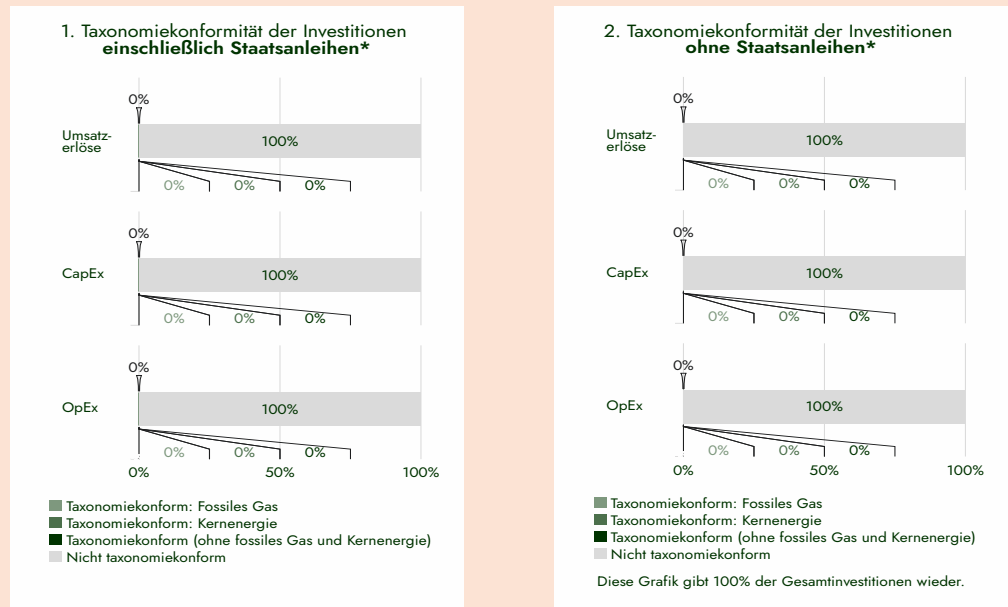 1. Taxonomiekonformität der Investitionen
einschließlich Staatsanleihen*
0%
Umsatz-
erlöse
100%
0% 0% 0%
0%
CapEx
100%
0% 0% 0%
0%
OpEx
100%
0% 0% 0%
0% 50% 100%
Taxonomiekonform: Fossiles Gas
Taxonomiekonform: Kernenergie
Taxonomiekonform (ohne fossiles Gas und Kernenergie)
Nicht taxonomiekonform
2. Taxonomiekonformität der Investitionen
ohne Staatsanleihen*
0%
Umsatz-
erlöse
100%
0% 0% 0%
0%
CapEx
100%
0% 0% 0%
0%
OpEx
100%
0% 0% 0%
0% 50% 100%
Taxonomiekonform: Fossiles Gas
Taxonomiekonform: Kernenergie
Taxonomiekonform (ohne fossiles Gas und Kernenergie)
Nicht taxonomiekonform
Diese Grafik gibt 100% der Gesamtinvestitionen wieder.